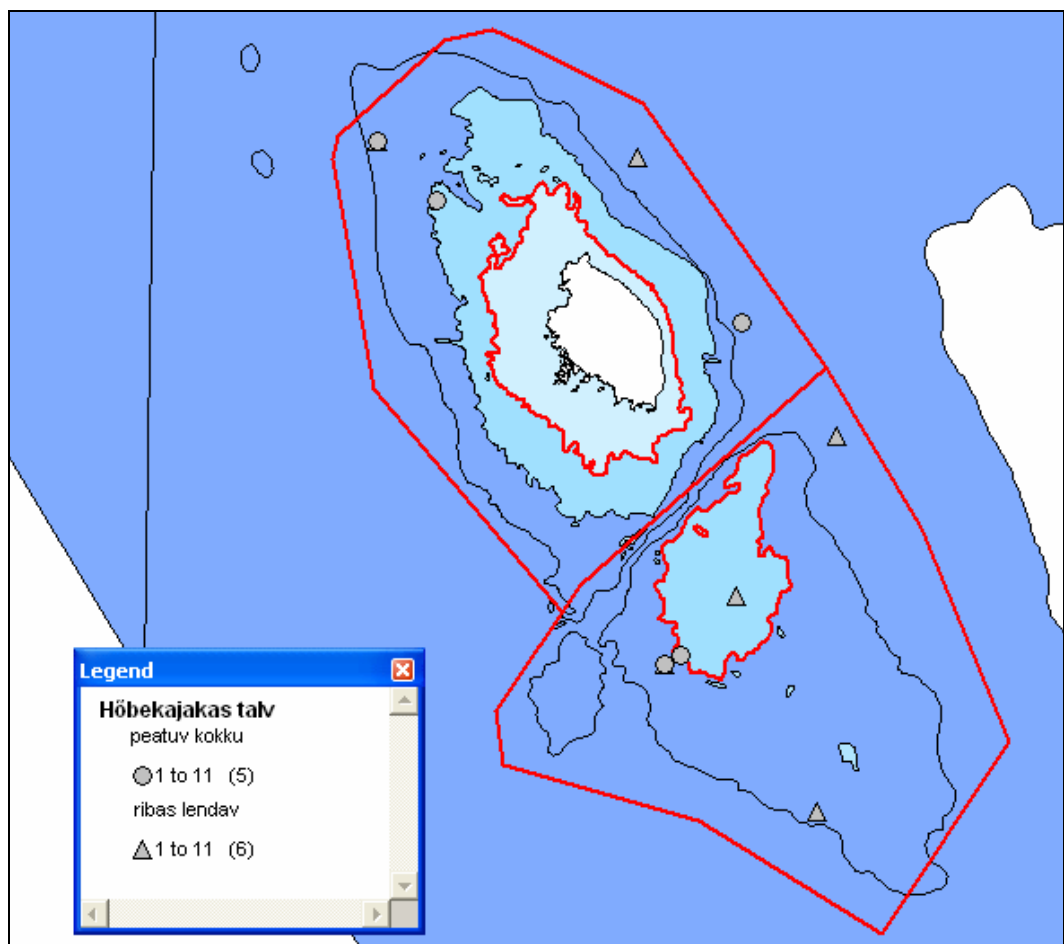 Legend
Hõbekajakas talv
peatuv kokku
1 to 11 (5)
ribas lendav
1 to 11 (6)